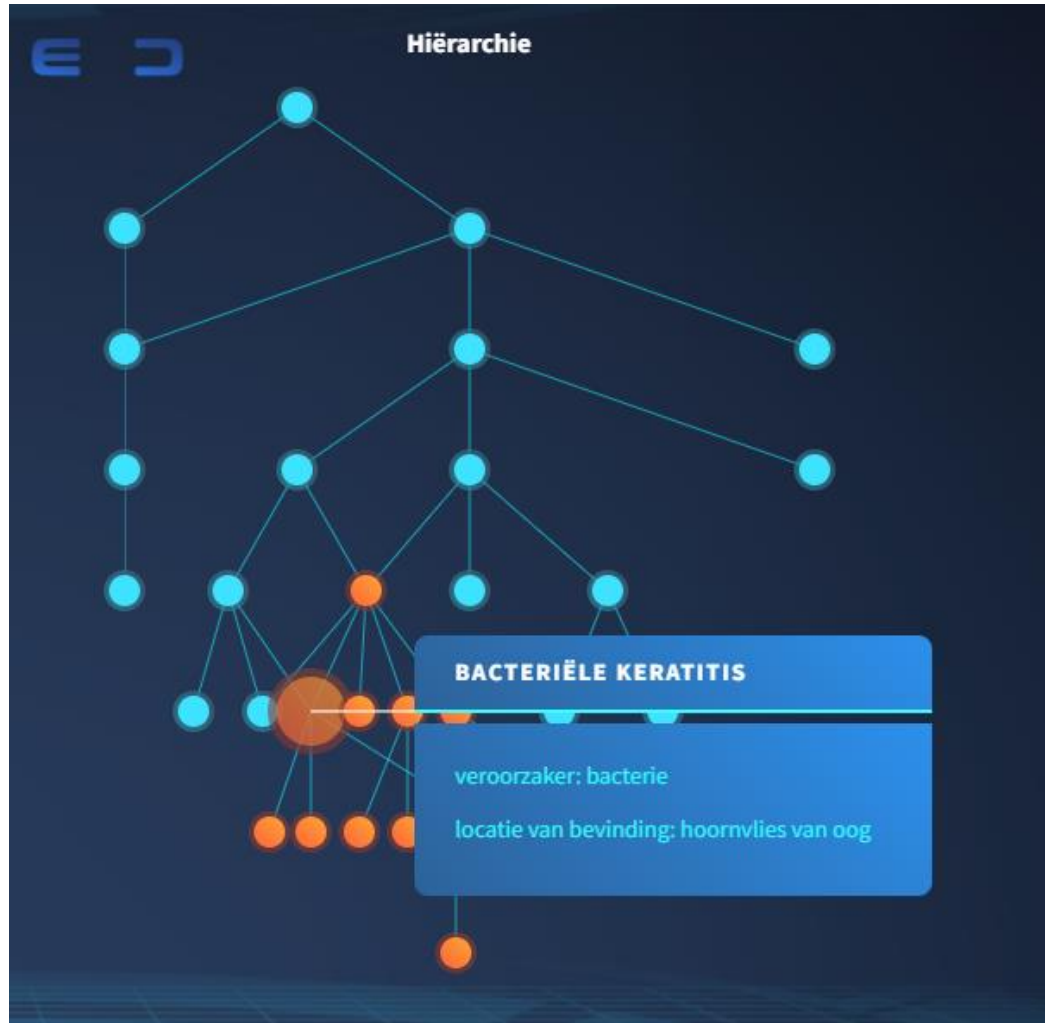 Hiërarchie
BACTERIËLE KERATITIS
veroorzaker: bacterie
locatie van bevinding: hoornvlies van oog